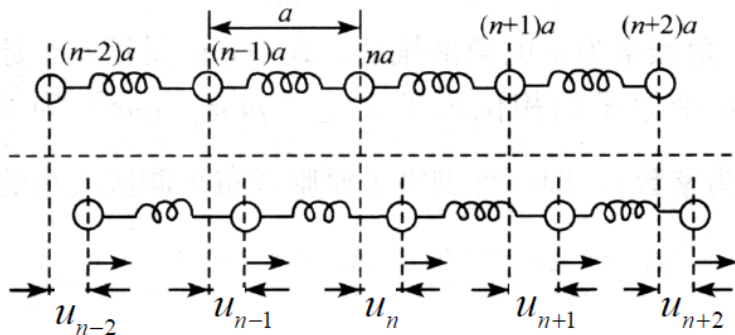 a
(n-2)a (n-1)a na (n+1)a (n+2)a
u_{n-2} u_{n-1} u_n u_{n+1} u_{n+2}